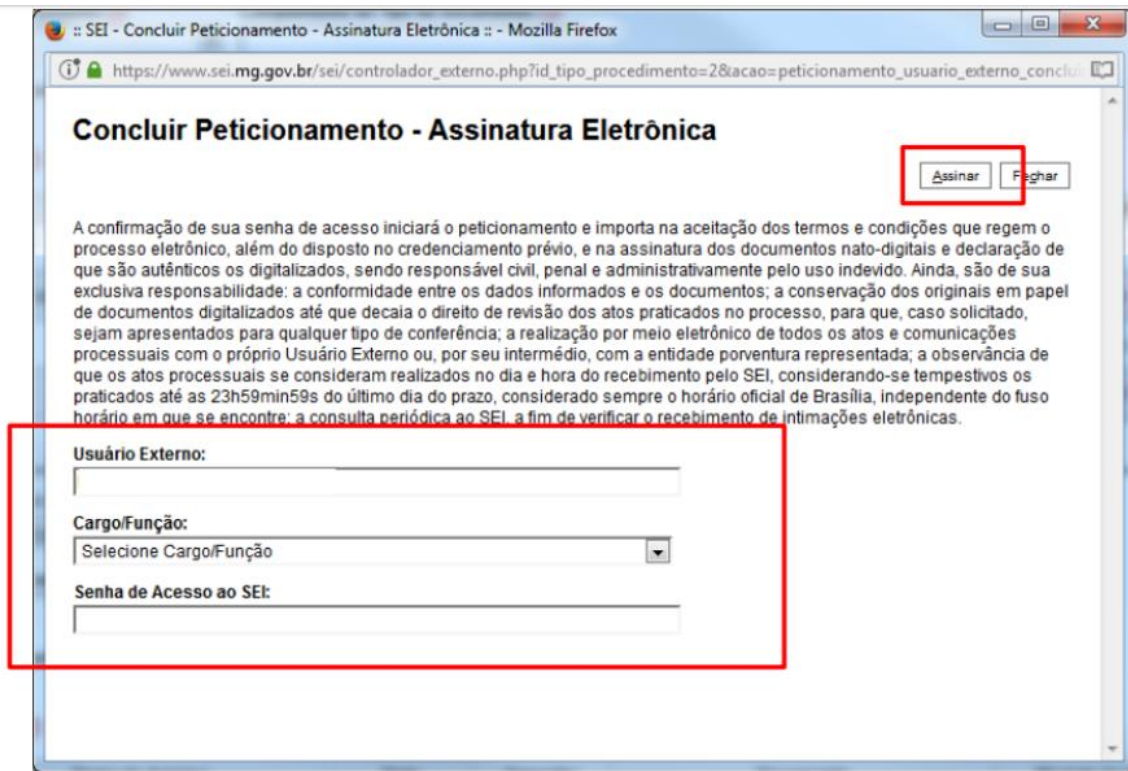 :: SEI - Concluir Peticionamento - Assinatura Eletrônica :: - Mozilla Firefox
https://www.sei.mg.gov.br/sei/controlador_externo.php?id_tipo_procedimento=2&acao=peticionamento_usuario_externo_conclui
Concluir Peticionamento - Assinatura Eletrônica
Assinar Fechar
A confirmação de sua senha de acesso iniciará o peticionamento e importa na aceitação dos termos e condições que regem o
processo eletrônico, além do disposto no credenciamento prévio, e na assinatura dos documentos nato-digitais e declaração de
que são autênticos os digitalizados, sendo responsável civil, penal e administrativamente pelo uso indevido. Ainda, são de sua
exclusiva responsabilidade: a conformidade entre os dados informados e os documentos; a conservação dos originais em papel
de documentos digitalizados até que decaia o direito de revisão dos atos praticados no processo, para que, caso solicitado,
sejam apresentados para qualquer tipo de conferência; a realização por meio eletrônico de todos os atos e comunicações
processuais com o próprio Usuário Externo ou, por seu intermédio, com a entidade porventura representada; a observância de
que os atos processuais se consideram realizados no dia e hora do recebimento pelo SEI, considerando-se tempestivos os
praticados até as 23h59min59s do último dia do prazo, considerado sempre o horário oficial de Brasília, independente do fuso
horário em que se encontre; a consulta periódica ao SEI, a fim de verificar o recebimento de intimações eletrônicas.
Usuário Externo:
Cargo/Função:
Selecione Cargo/Função
Senha de Acesso ao SEI: